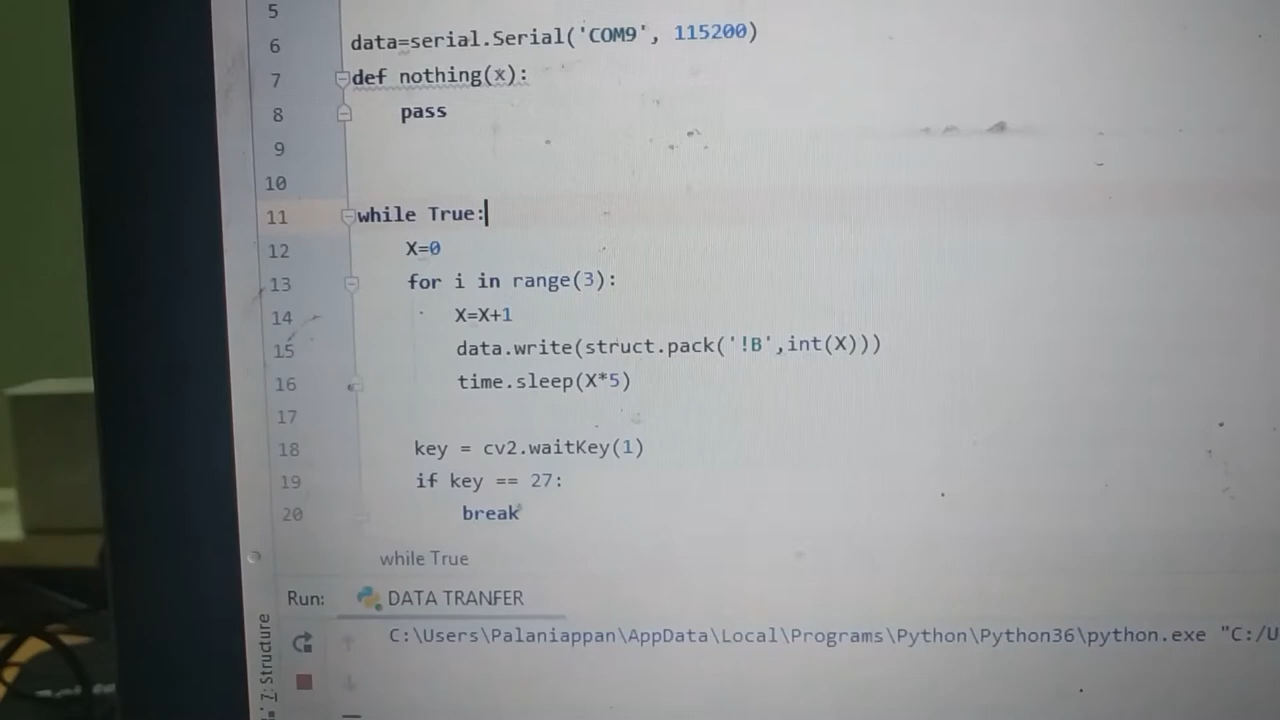 5
6 data=serial.Serial('COM9', 115200)
7 def nothing(x):
8 pass
9
10
11 while True:
12 X=0
13 for i in range(3):
14 X=X+1
15 data.write(struct.pack('!B',int(X)))
16 time.sleep(X*5)
17
18 key = cv2.waitKey(1)
19 if key == 27:
20 break
while True
Run: DATA TRANFER
C:\Users\Palaniappan\AppData\Local\Programs\Python\Python36\python.exe "C:/U
7: Structure